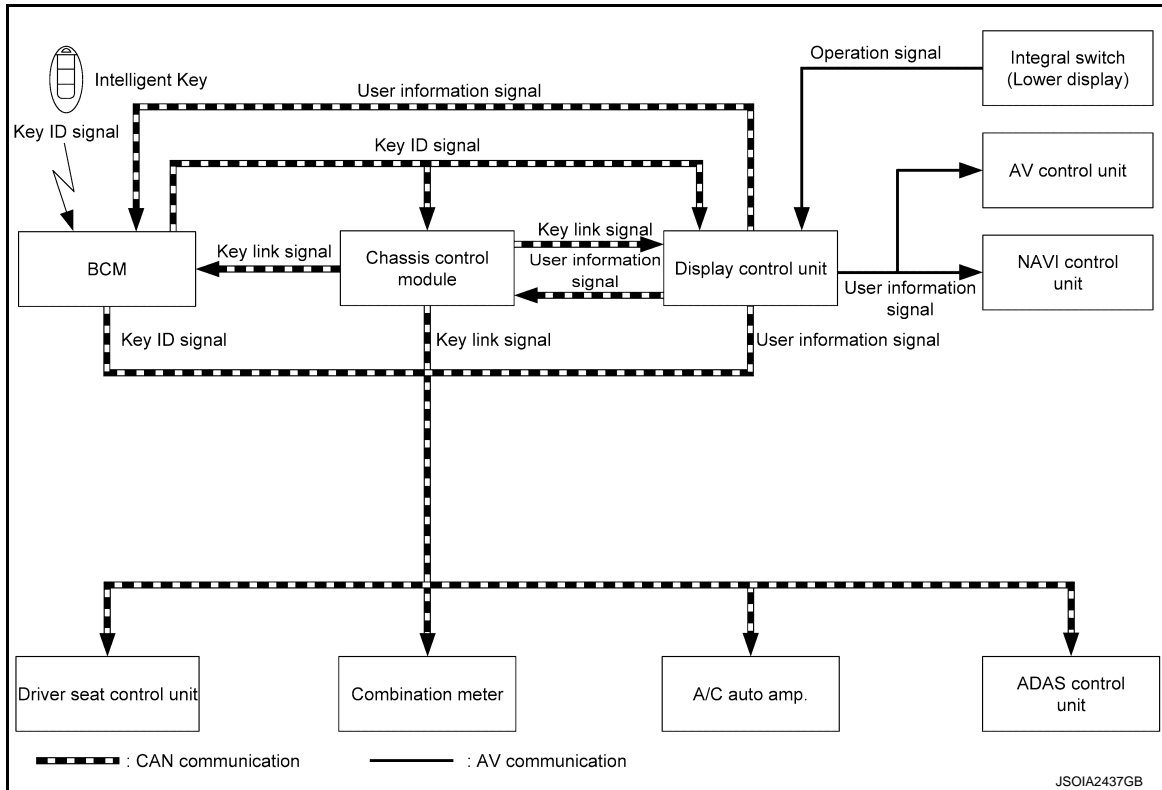 Operation signal
Integral switch
(Lower display)
Intelligent Key
User information signal
Key ID signal
Key ID signal
AV control unit
BCM
Key link signal
Chassis control
module
Key link signal
User information
signal
Display control unit
User information
signal
NAVI control
unit
Key ID signal
Key link signal
User information signal
Driver seat control unit
Combination meter
A/C auto amp.
ADAS control
unit
: CAN communication
: AV communication
JSOIA2437GB